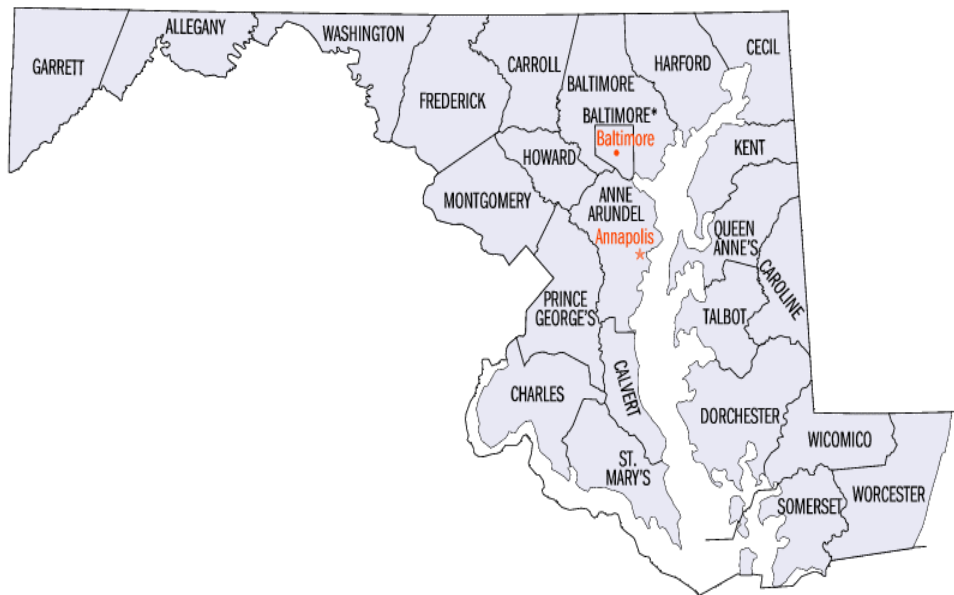 ALLEGANY
WASHINGTON
GARRETT
FREDERICK
CARROLL
BALTIMORE
HARFORD
CECIL
BALTIMORE*
Baltimore
KENT
HOWARD
MONTGOMERY
ANNE
ARUNDEL
Annapolis
QUEEN
ANNE'S
CAROLINE
TALBOT
PRINCE
GEORGE'S
CHARLES
CALVERT
DORCHESTER
WICOMICO
ST.
MARY'S
SOMERSET
WORCESTER